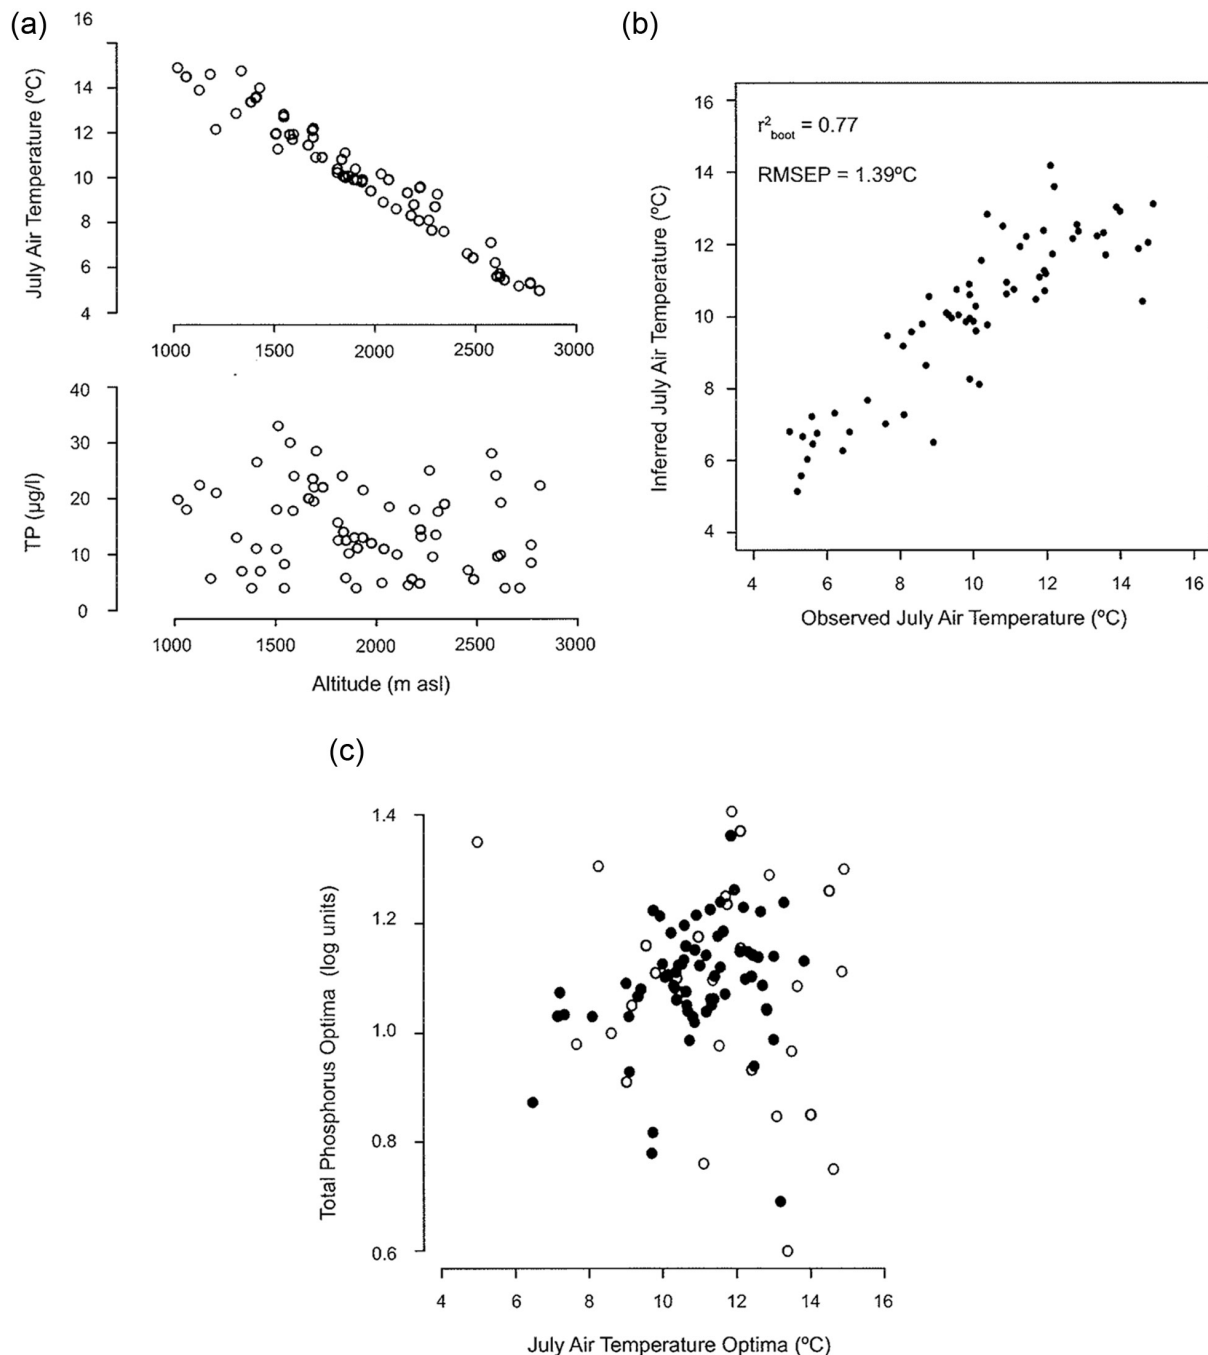 (a)
16
14
12
10
8
6
4
July Air Temperature (ºC)
1000 1500 2000 2500 3000
40
30
20
10
0
TP (µg/l)
1000 1500 2000 2500 3000
Altitude (m asl)
(b)
16
14
12
10
8
6
4
Inferred July Air Temperature (ºC)
r²boot = 0.77
RMSEP = 1.39ºC
4 6 8 10 12 14 16
Observed July Air Temperature (ºC)
(c)
1.4
1.2
1.0
0.8
0.6
Total Phosphorus Optima (log units)
4 6 8 10 12 14 16
July Air Temperature Optima (ºC)